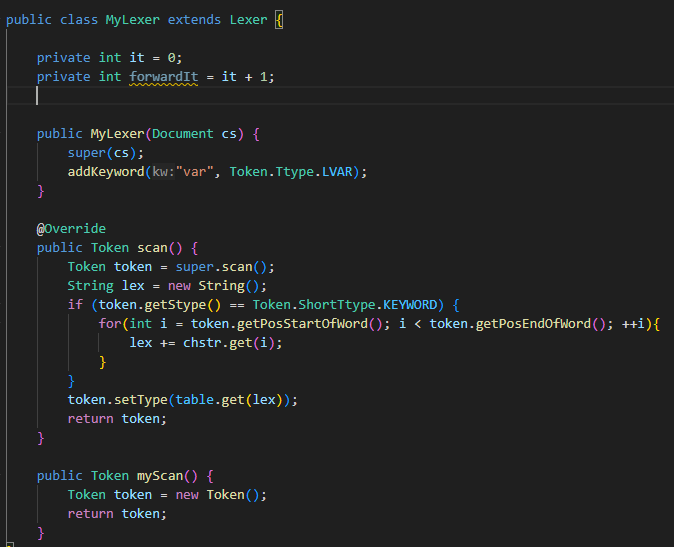 public class MyLexer extends Lexer {
private int it = 0;
private int forwardIt = it + 1;
public MyLexer(Document cs) {
super(cs);
addKeyword(kw:"var", Token.Ttype.LVAR);
}
@Override
public Token scan() {
Token token = super.scan();
String lex = new String();
if (token.getStype() == Token.ShortTtype.KEYWORD) {
for(int i = token.getPosStartOfWord(); i < token.getPosEndOfWord(); ++i){
lex += chstr.get(i);
}
}
token.setType(table.get(lex));
return token;
}
public Token myScan() {
Token token = new Token();
return token;
}
}